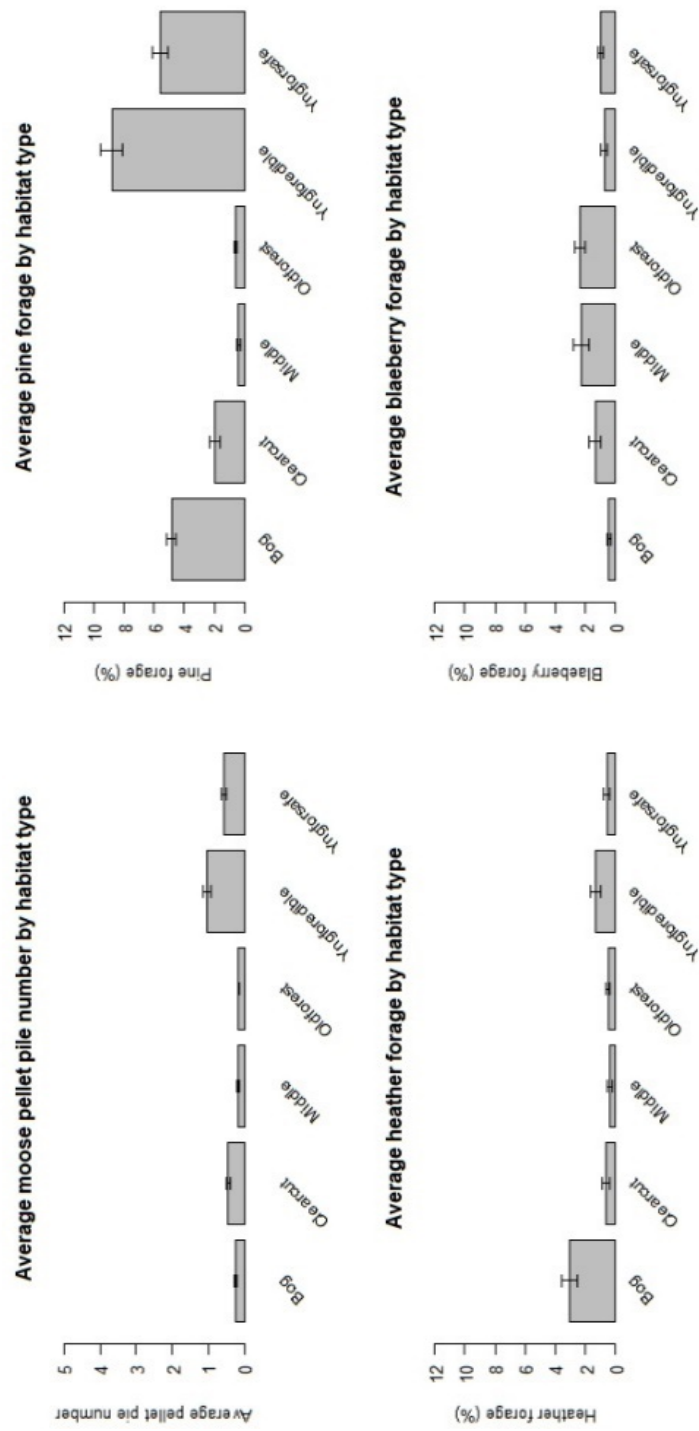 Average moose pellet pile number by habitat type
Average pellet pie number
5
4
3
2
1
0
Bog
Clearcut
Middle
Oldforest
Yngforedible
Yngforsafe
Average pine forage by habitat type
Pine forage (%)
12
10
8
6
4
2
0
Bog
Clearcut
Middle
Oldforest
Yngforedible
Yngforsafe
Average heather forage by habitat type
Heather forage (%)
12
10
8
6
4
2
0
Bog
Clearcut
Middle
Oldforest
Yngforedible
Yngforsafe
Average blaeberry forage by habitat type
Blaeberry forage (%)
12
10
8
6
4
2
0
Bog
Clearcut
Middle
Oldforest
Yngforedible
Yngforsafe